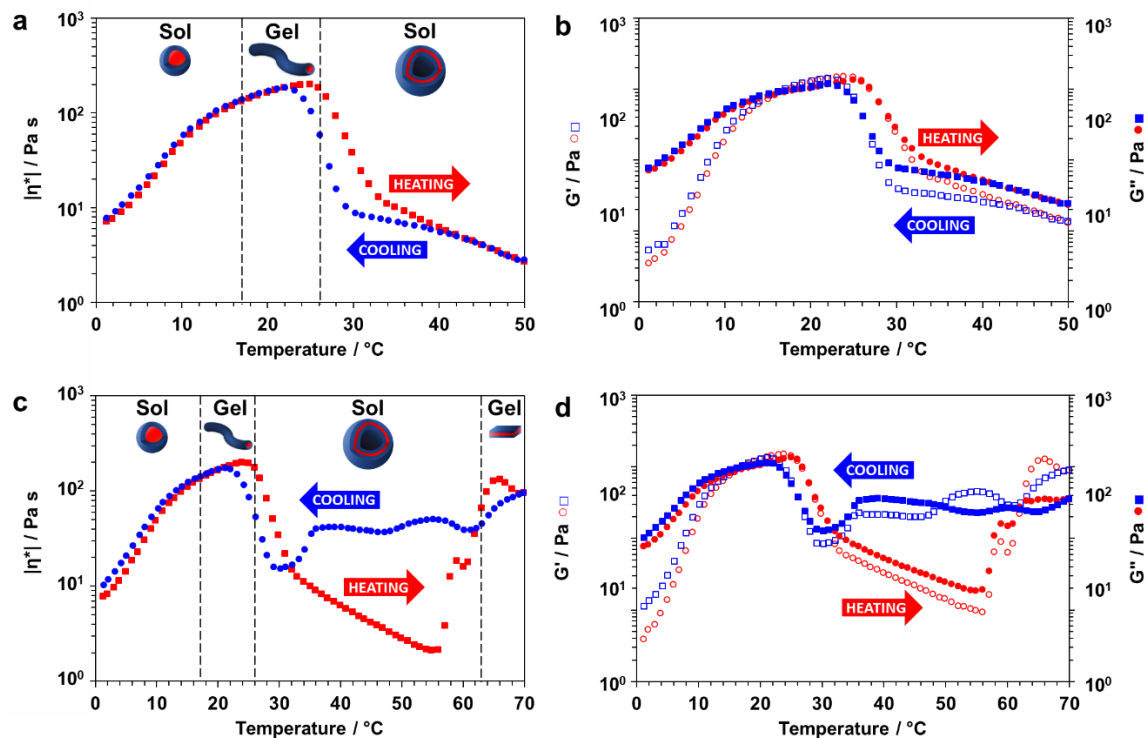 a
Sol Gel Sol
10³
10²
10¹
10⁰
|η*| / Pa s
HEATING
COOLING
0 10 20 30 40 50
Temperature / °C
b
10³
10²
10¹
10⁰
G' / Pa
HEATING
COOLING
10³
10²
10¹
10⁰
G'' / Pa
0 10 20 30 40 50
Temperature / °C
c
Sol Gel Sol Gel
10³
10²
10¹
10⁰
|η*| / Pa s
COOLING
HEATING
0 10 20 30 40 50 60 70
Temperature / °C
d
10³
10²
10¹
10⁰
G' / Pa
COOLING
HEATING
10³
10²
10¹
10⁰
G'' / Pa
0 10 20 30 40 50 60 70
Temperature / °C